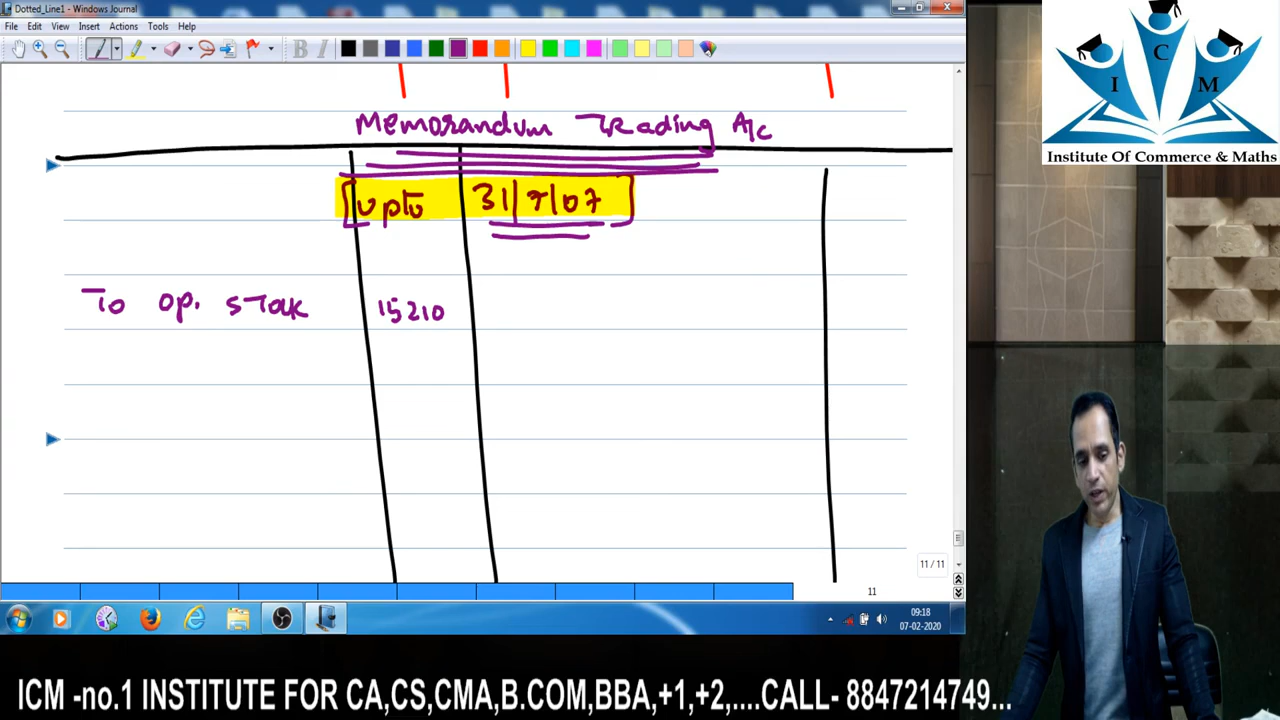 Dotted_Line1 - Windows Journal
File Edit View Insert Actions Tools Help
B I
Memorandum Trading A/c
upto 31/7/07
To op. stock 15210
11 / 11
11
09:18
07-02-2020
I C M
Institute Of Commerce & Maths
ICM -no.1 INSTITUTE FOR CA,CS,CMA,B.COM,BBA,+1,+2,....CALL- 8847214749...